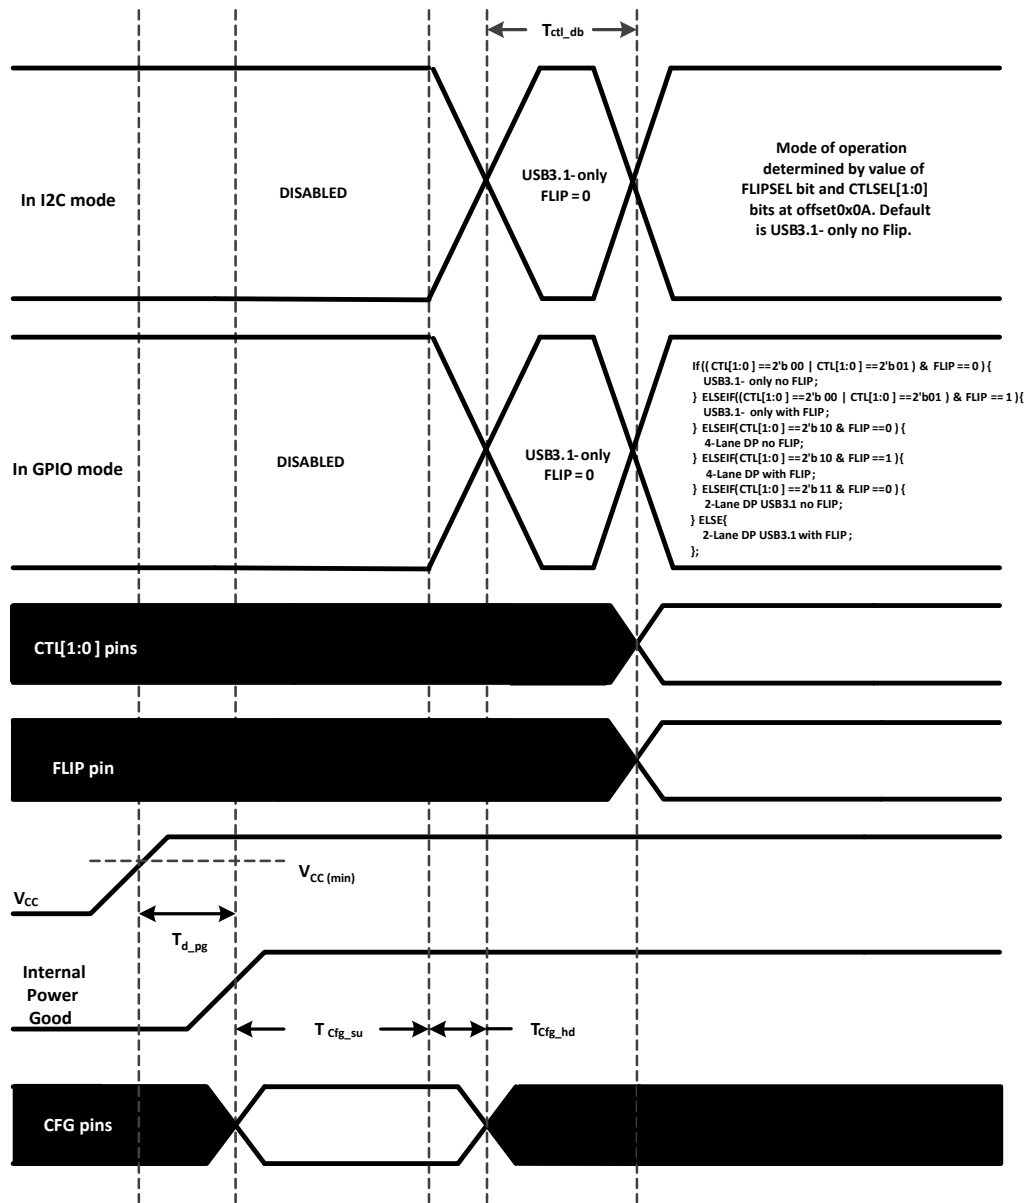 Tctl_db
In I2C mode
DISABLED
USB3.1- only
FLIP = 0
Mode of operation
determined by value of
FLIPSEL bit and CTLSEL[1:0]
bits at offset0x0A. Default
is USB3.1- only no Flip.
In GPIO mode
DISABLED
USB3.1- only
FLIP = 0
If(( CTL[1:0 ] ==2'b 00 | CTL[1:0 ] ==2'b 01 ) & FLIP == 0 ) {
USB3.1- only no FLIP ;
} ELSEIF((CTL[1:0 ] ==2'b 00 | CTL[1:0 ] ==2'b01 ) & FLIP == 1 ){
USB3.1- only with FLIP ;
} ELSEIF(CTL[1:0 ] ==2'b 10 & FLIP ==0 ) {
4-Lane DP no FLIP;
} ELSEIF(CTL[1:0 ] ==2'b 10 & FLIP ==1 ){
4-Lane DP with FLIP;
} ELSEIF(CTL[1:0 ] ==2'b 11 & FLIP ==0 ) {
2-Lane DP USB3.1 no FLIP;
} ELSE{
2-Lane DP USB3.1 with FLIP ;
};
CTL[1:0 ] pins
FLIP pin
VCC (min)
VCC
Td_pg
Internal
Power
Good
T Cfg_su
TCfg_hd
CFG pins